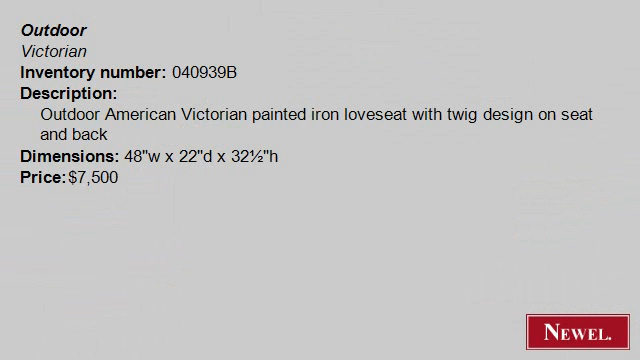 Outdoor
Victorian
Inventory number: 040939B
Description:
Outdoor American Victorian painted iron loveseat with twig design on seat
and back
Dimensions: 48"w x 22"d x 32½"h
Price:$7,500
NEWEL.